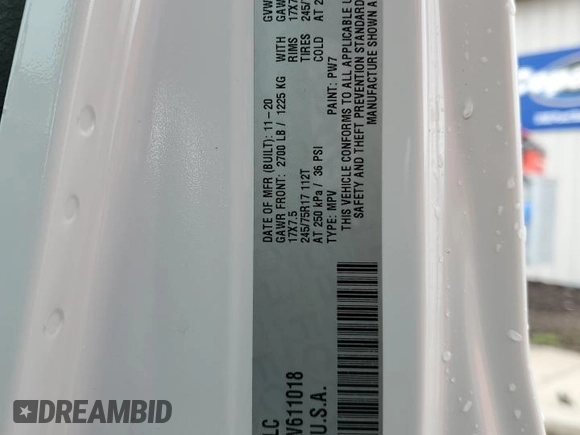 LC
V611018
U.S.A.
DATE OF MFR (BUILT): 11-20
GAWR FRONT: 2700 LB / 1225 KG
17X7.5
245/75R17 112T
AT 250 kPa / 36 PSI
TYPE: MPV
PAINT: PW7
WITH
RIMS
TIRES
COLD
17X7
245/
AT 2
THIS VEHICLE CONFORMS TO ALL APPLICABLE
SAFETY AND THEFT PREVENTION STANDARD
MANUFACTURE SHOWN A
DREAMBID